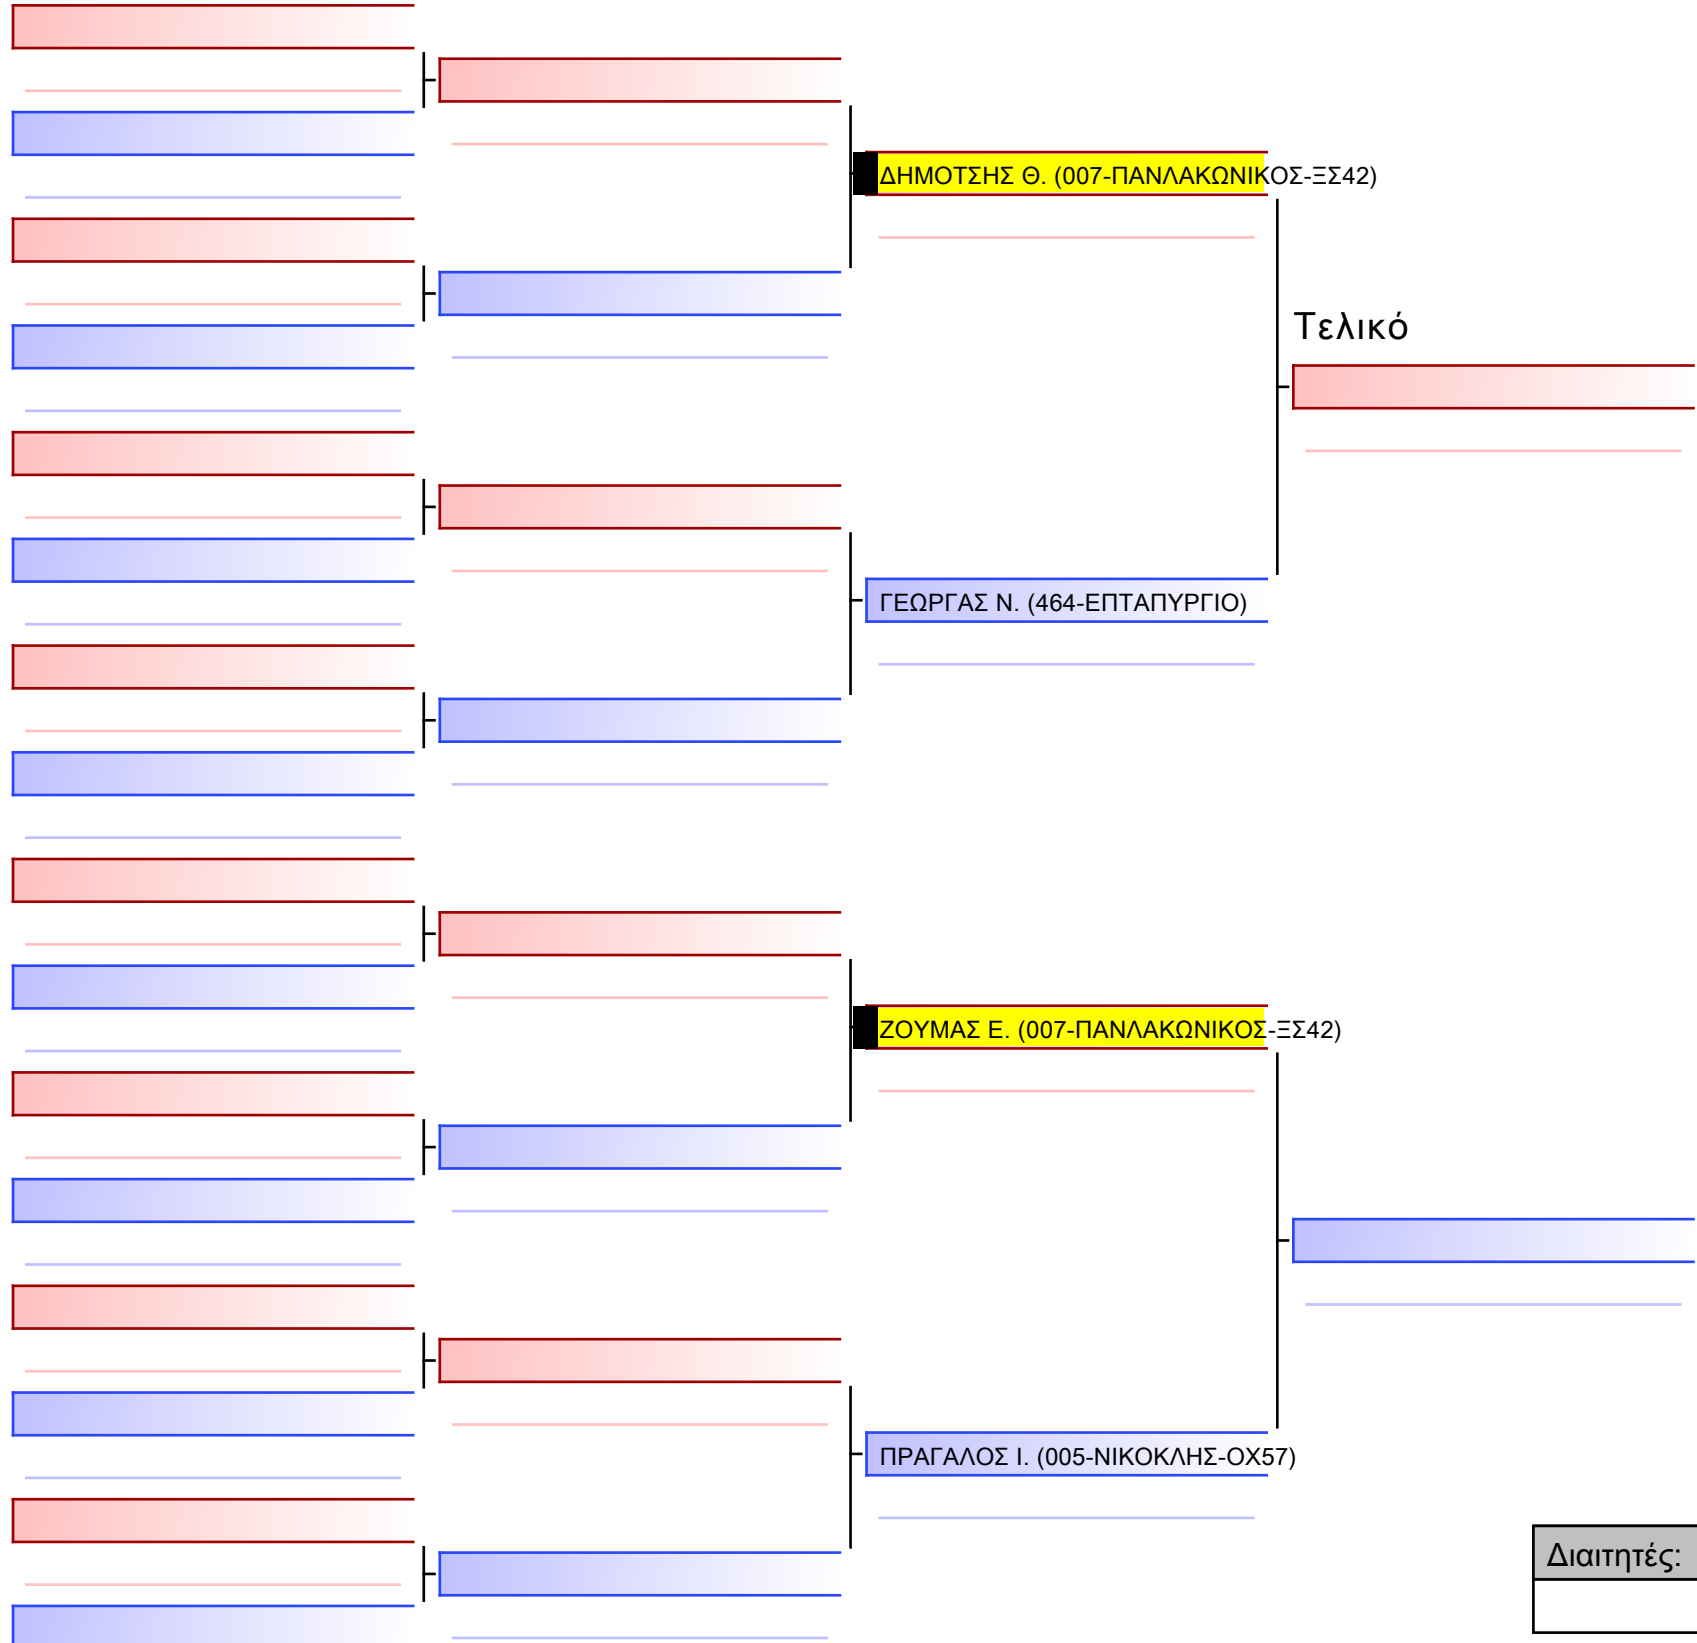 ΔΗΜΟΤΣΗΣ Θ. (007-ΠΑΝΛΑΚΩΝΙΚΟΣ-ΞΣ42)
Τελικό
ΓΕΩΡΓΑΣ Ν. (464-ΕΠΤΑΠΥΡΓΙΟ)
ΖΟΥΜΑΣ Ε. (007-ΠΑΝΛΑΚΩΝΙΚΟΣ-ΞΣ42)
ΠΡΑΓΑΛΟΣ Ι. (005-ΝΙΚΟΚΛΗΣ-ΟΧ57)
Διαιτητές: